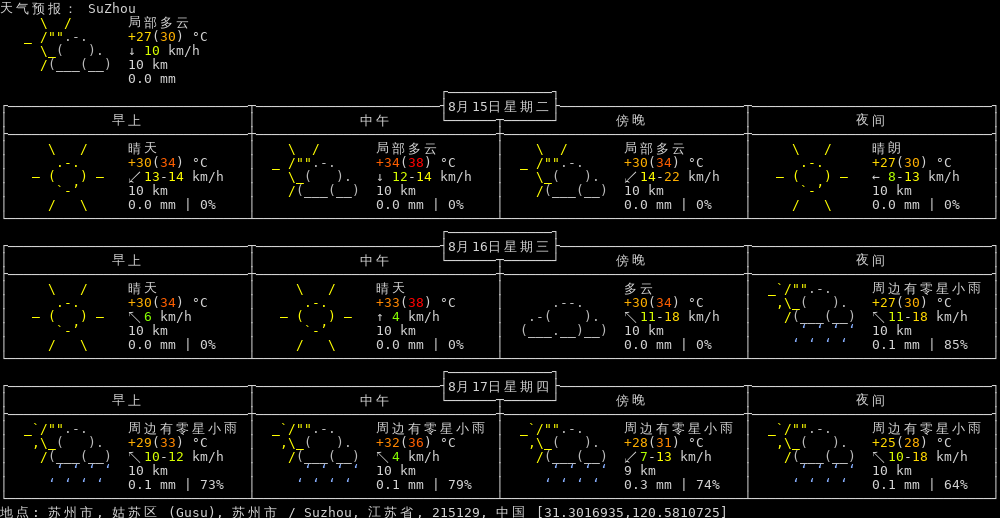 天气预报： SuZhou
局部多云
+27(30) °C
↓ 10 km/h
10 km
0.0 mm
8月15日星期二
早上 中午 傍晚 夜间
晴天 局部多云 局部多云 晴朗
+30(34) °C +34(38) °C +30(34) °C +27(30) °C
↙ 13-14 km/h ↓ 12-14 km/h ↙ 14-22 km/h ← 8-13 km/h
10 km 10 km 10 km 10 km
0.0 mm | 0% 0.0 mm | 0% 0.0 mm | 0% 0.0 mm | 0%
8月16日星期三
早上 中午 傍晚 夜间
晴天 晴天 多云 周边有零星小雨
+30(34) °C +33(38) °C +30(34) °C +27(30) °C
↖ 6 km/h ↑ 4 km/h ↖ 11-18 km/h ↖ 11-18 km/h
10 km 10 km 10 km 10 km
0.0 mm | 0% 0.0 mm | 0% 0.0 mm | 0% 0.1 mm | 85%
8月17日星期四
早上 中午 傍晚 夜间
周边有零星小雨 周边有零星小雨 周边有零星小雨 周边有零星小雨
+29(33) °C +32(36) °C +28(31) °C +25(28) °C
↖ 10-12 km/h ↖ 4 km/h ↙ 7-13 km/h ↖ 10-18 km/h
10 km 10 km 9 km 10 km
0.1 mm | 73% 0.1 mm | 79% 0.3 mm | 74% 0.1 mm | 64%
地点: 苏州市, 姑苏区 (Gusu), 苏州市 / Suzhou, 江苏省, 215129, 中国 [31.3016935,120.5810725]